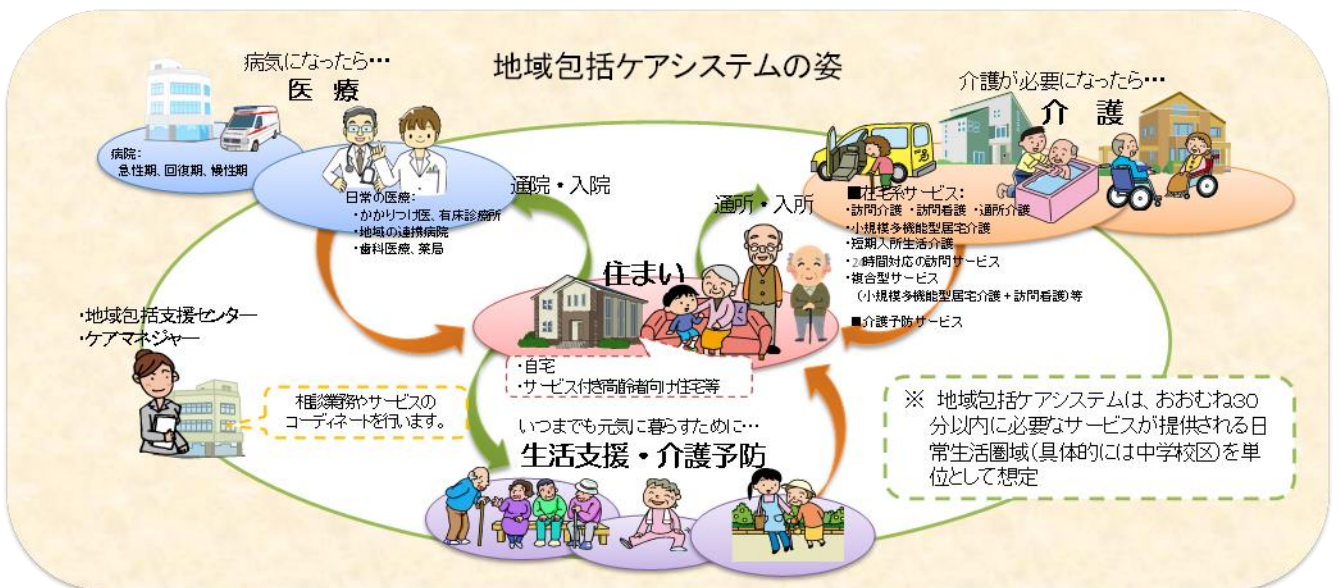 地域包括ケアシステムの姿
病気になったら…
医 療
病院：
急性期、回復期、慢性期
日常の医療：
・かかりつけ医、有床診療所
・地域の連携病院
・歯科医療、薬局
通院・入院
通所・入所
介護が必要になったら…
介 護
■在宅系サービス：
・訪問介護 ・訪問看護 ・通所介護
・小規模多機能型居宅介護
・短期入所生活介護
・24時間対応の訪問サービス
・複合型サービス
（小規模多機能型居宅介護＋訪問看護）等
■介護予防サービス
住まい
・自宅
・サービス付き高齢者向け住宅等
・地域包括支援センター
・ケアマネジャー
相談業務やサービスの
コーディネートを行います。
いつまでも元気に暮らすために…
生活支援・介護予防
※ 地域包括ケアシステムは、おおむね30
分以内に必要なサービスが提供される日
常生活圏域（具体的には中学校区）を単
位として想定